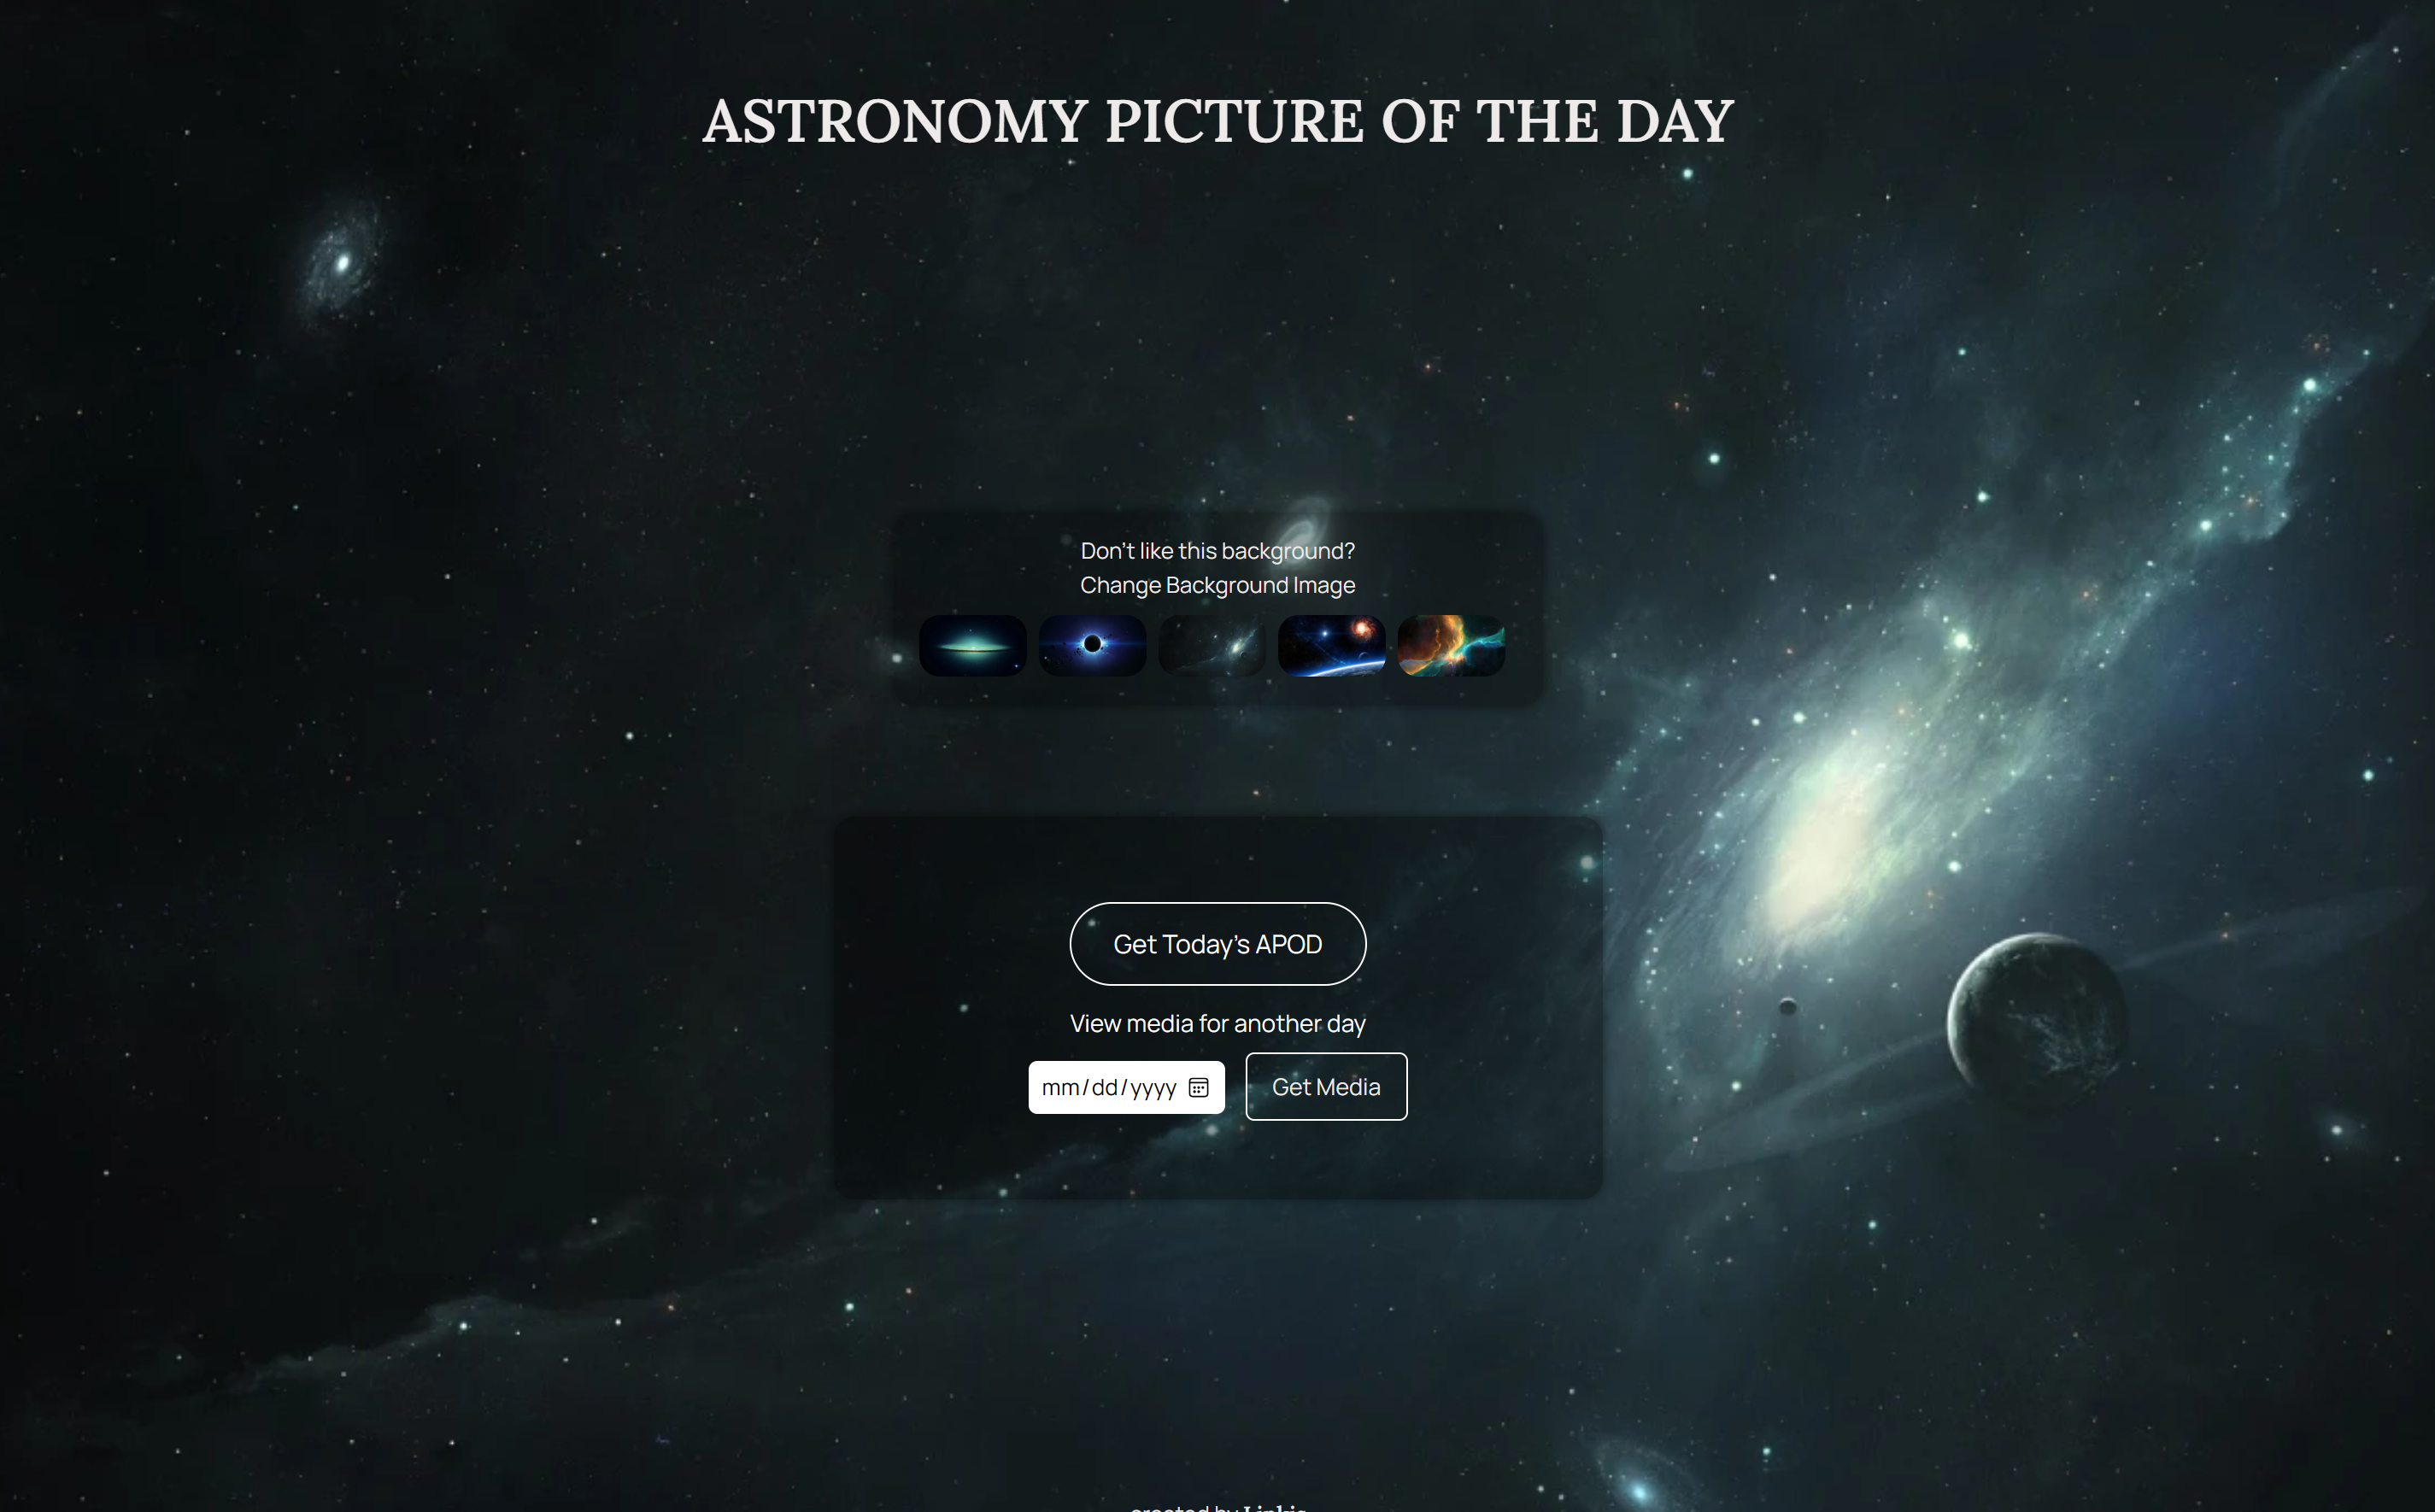 ASTRONOMY PICTURE OF THE DAY
Don't like this background?
Change Background Image
Get Today's APOD
View media for another day
mm/dd/yyyy
Get Media
created by